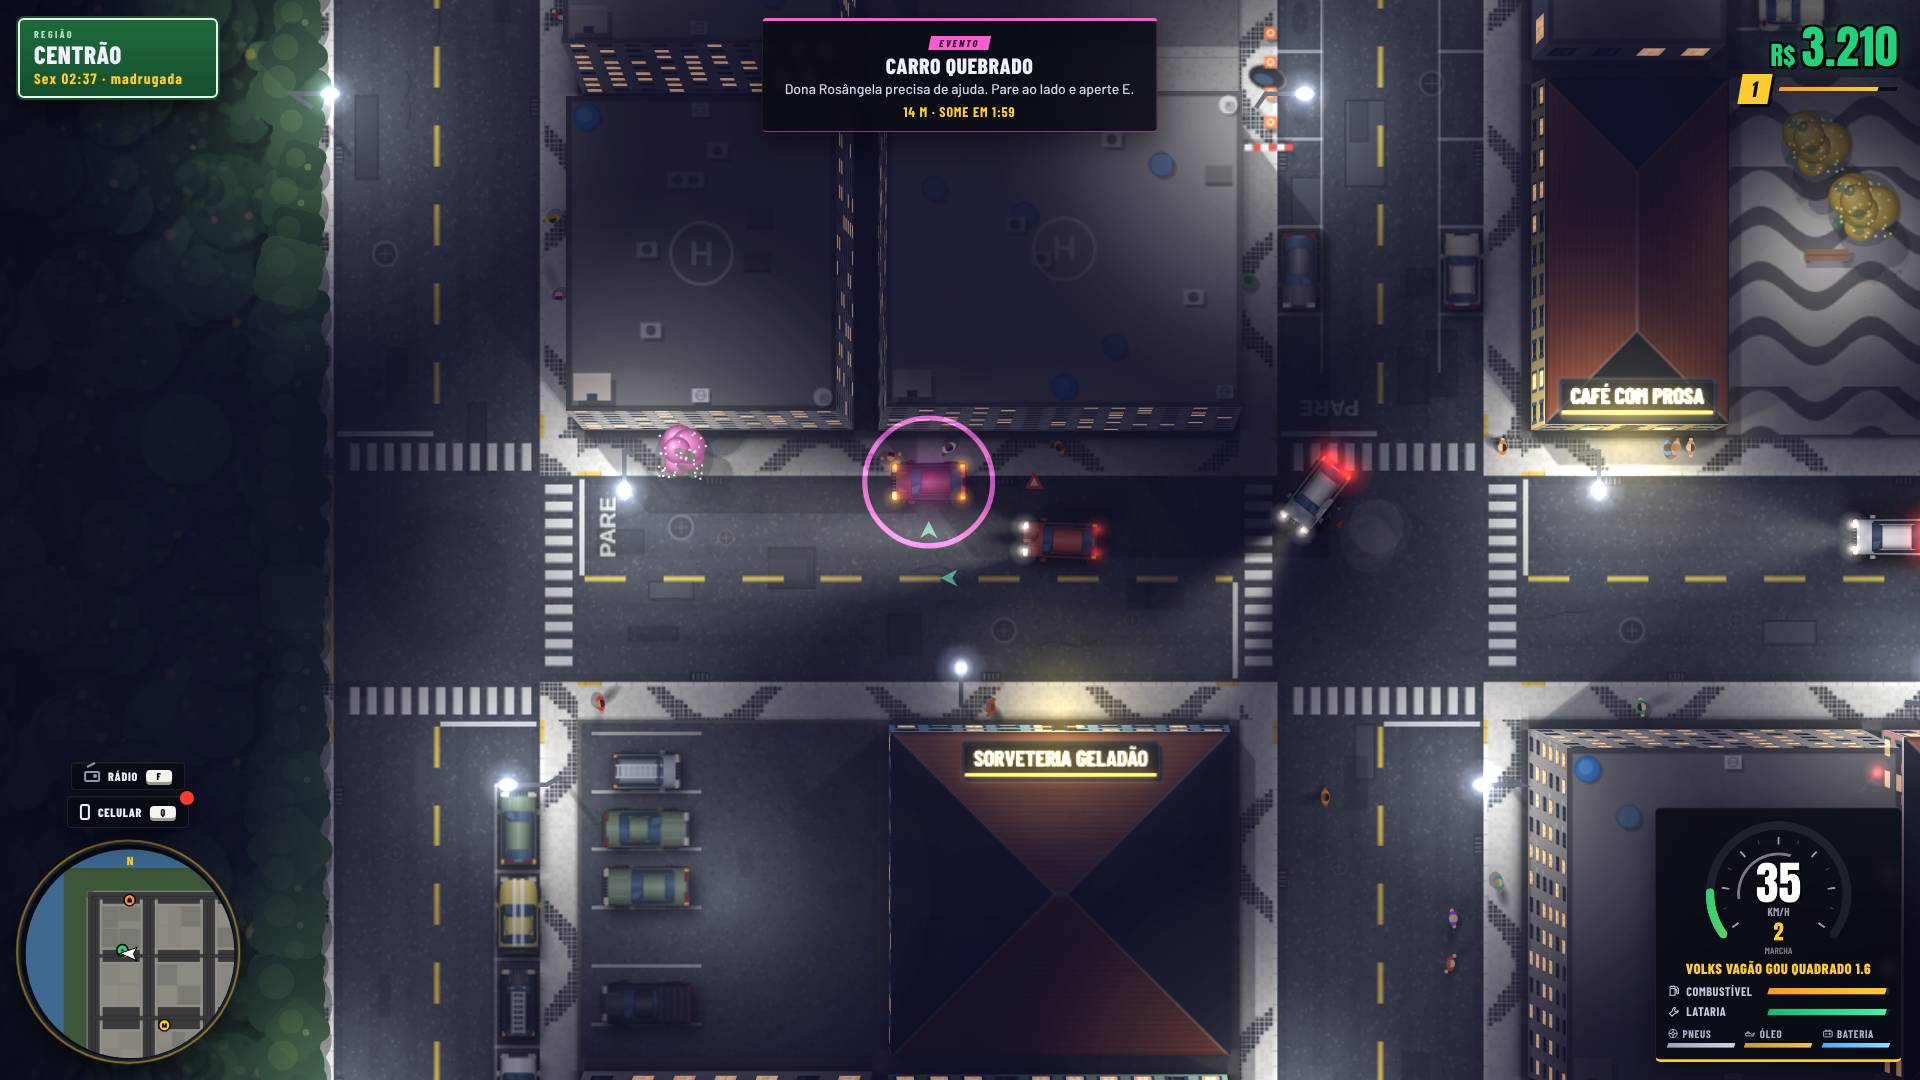 REGIÃO
CENTRÃO
Sex 02:37 · madrugada
EVENTO
CARRO QUEBRADO
Dona Rosângela precisa de ajuda. Pare ao lado e aperte E.
14 M · SOME EM 1:59
R$ 3.210
1
H
H
PARE
CAFÉ COM PROSA
PARE
SORVETERIA GELADÃO
RÁDIO F
CELULAR Q
N
M
35
KM/H
2
MARCHA
VOLKS VAGÃO GOU QUADRADO 1.6
COMBUSTÍVEL
LATARIA
PNEUS ÓLEO BATERIA